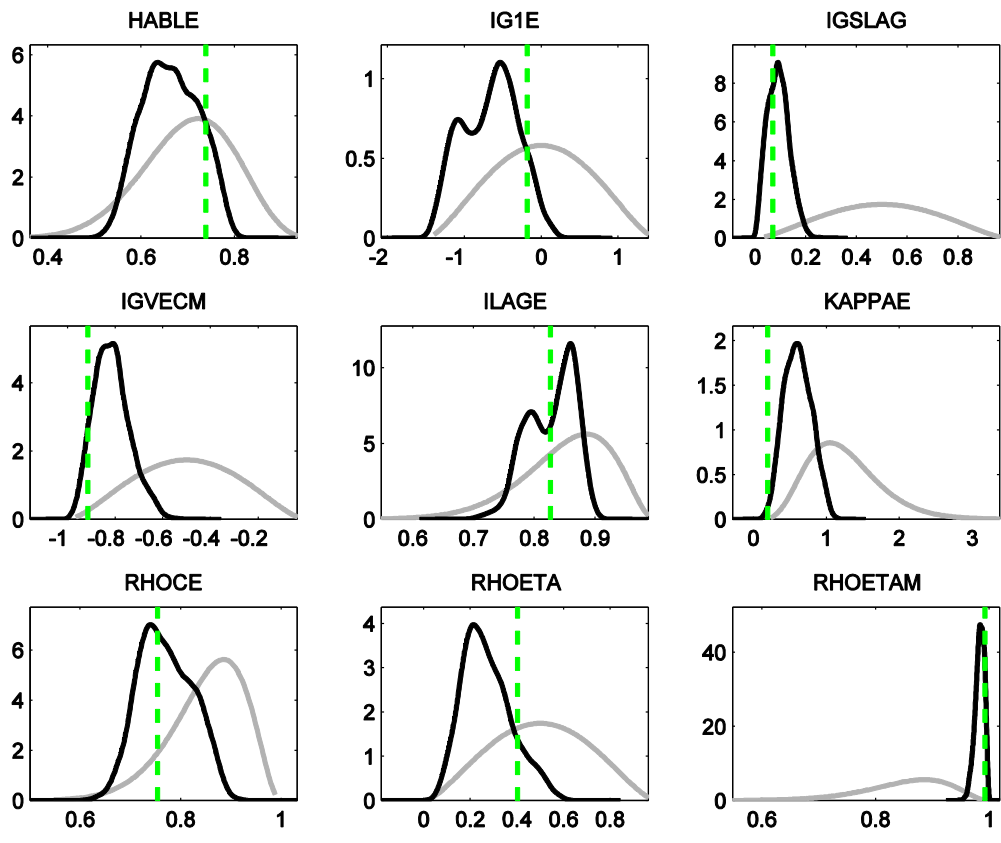 HABLE IG1E IGSLAG
6 4 2 0
0.4 0.6 0.8
1 0.5 0
-2 -1 0 1
8 6 4 2 0
0 0.2 0.4 0.6 0.8
IGVECM ILAGE KAPPAE
4 2 0
-1 -0.8 -0.6 -0.4 -0.2
10 5 0
0.6 0.7 0.8 0.9
2 1.5 1 0.5 0
0 1 2 3
RHOCE RHOETA RHOETAM
6 4 2 0
0.6 0.8 1
4 3 2 1 0
0 0.2 0.4 0.6 0.8
40 20 0
0.6 0.8 1